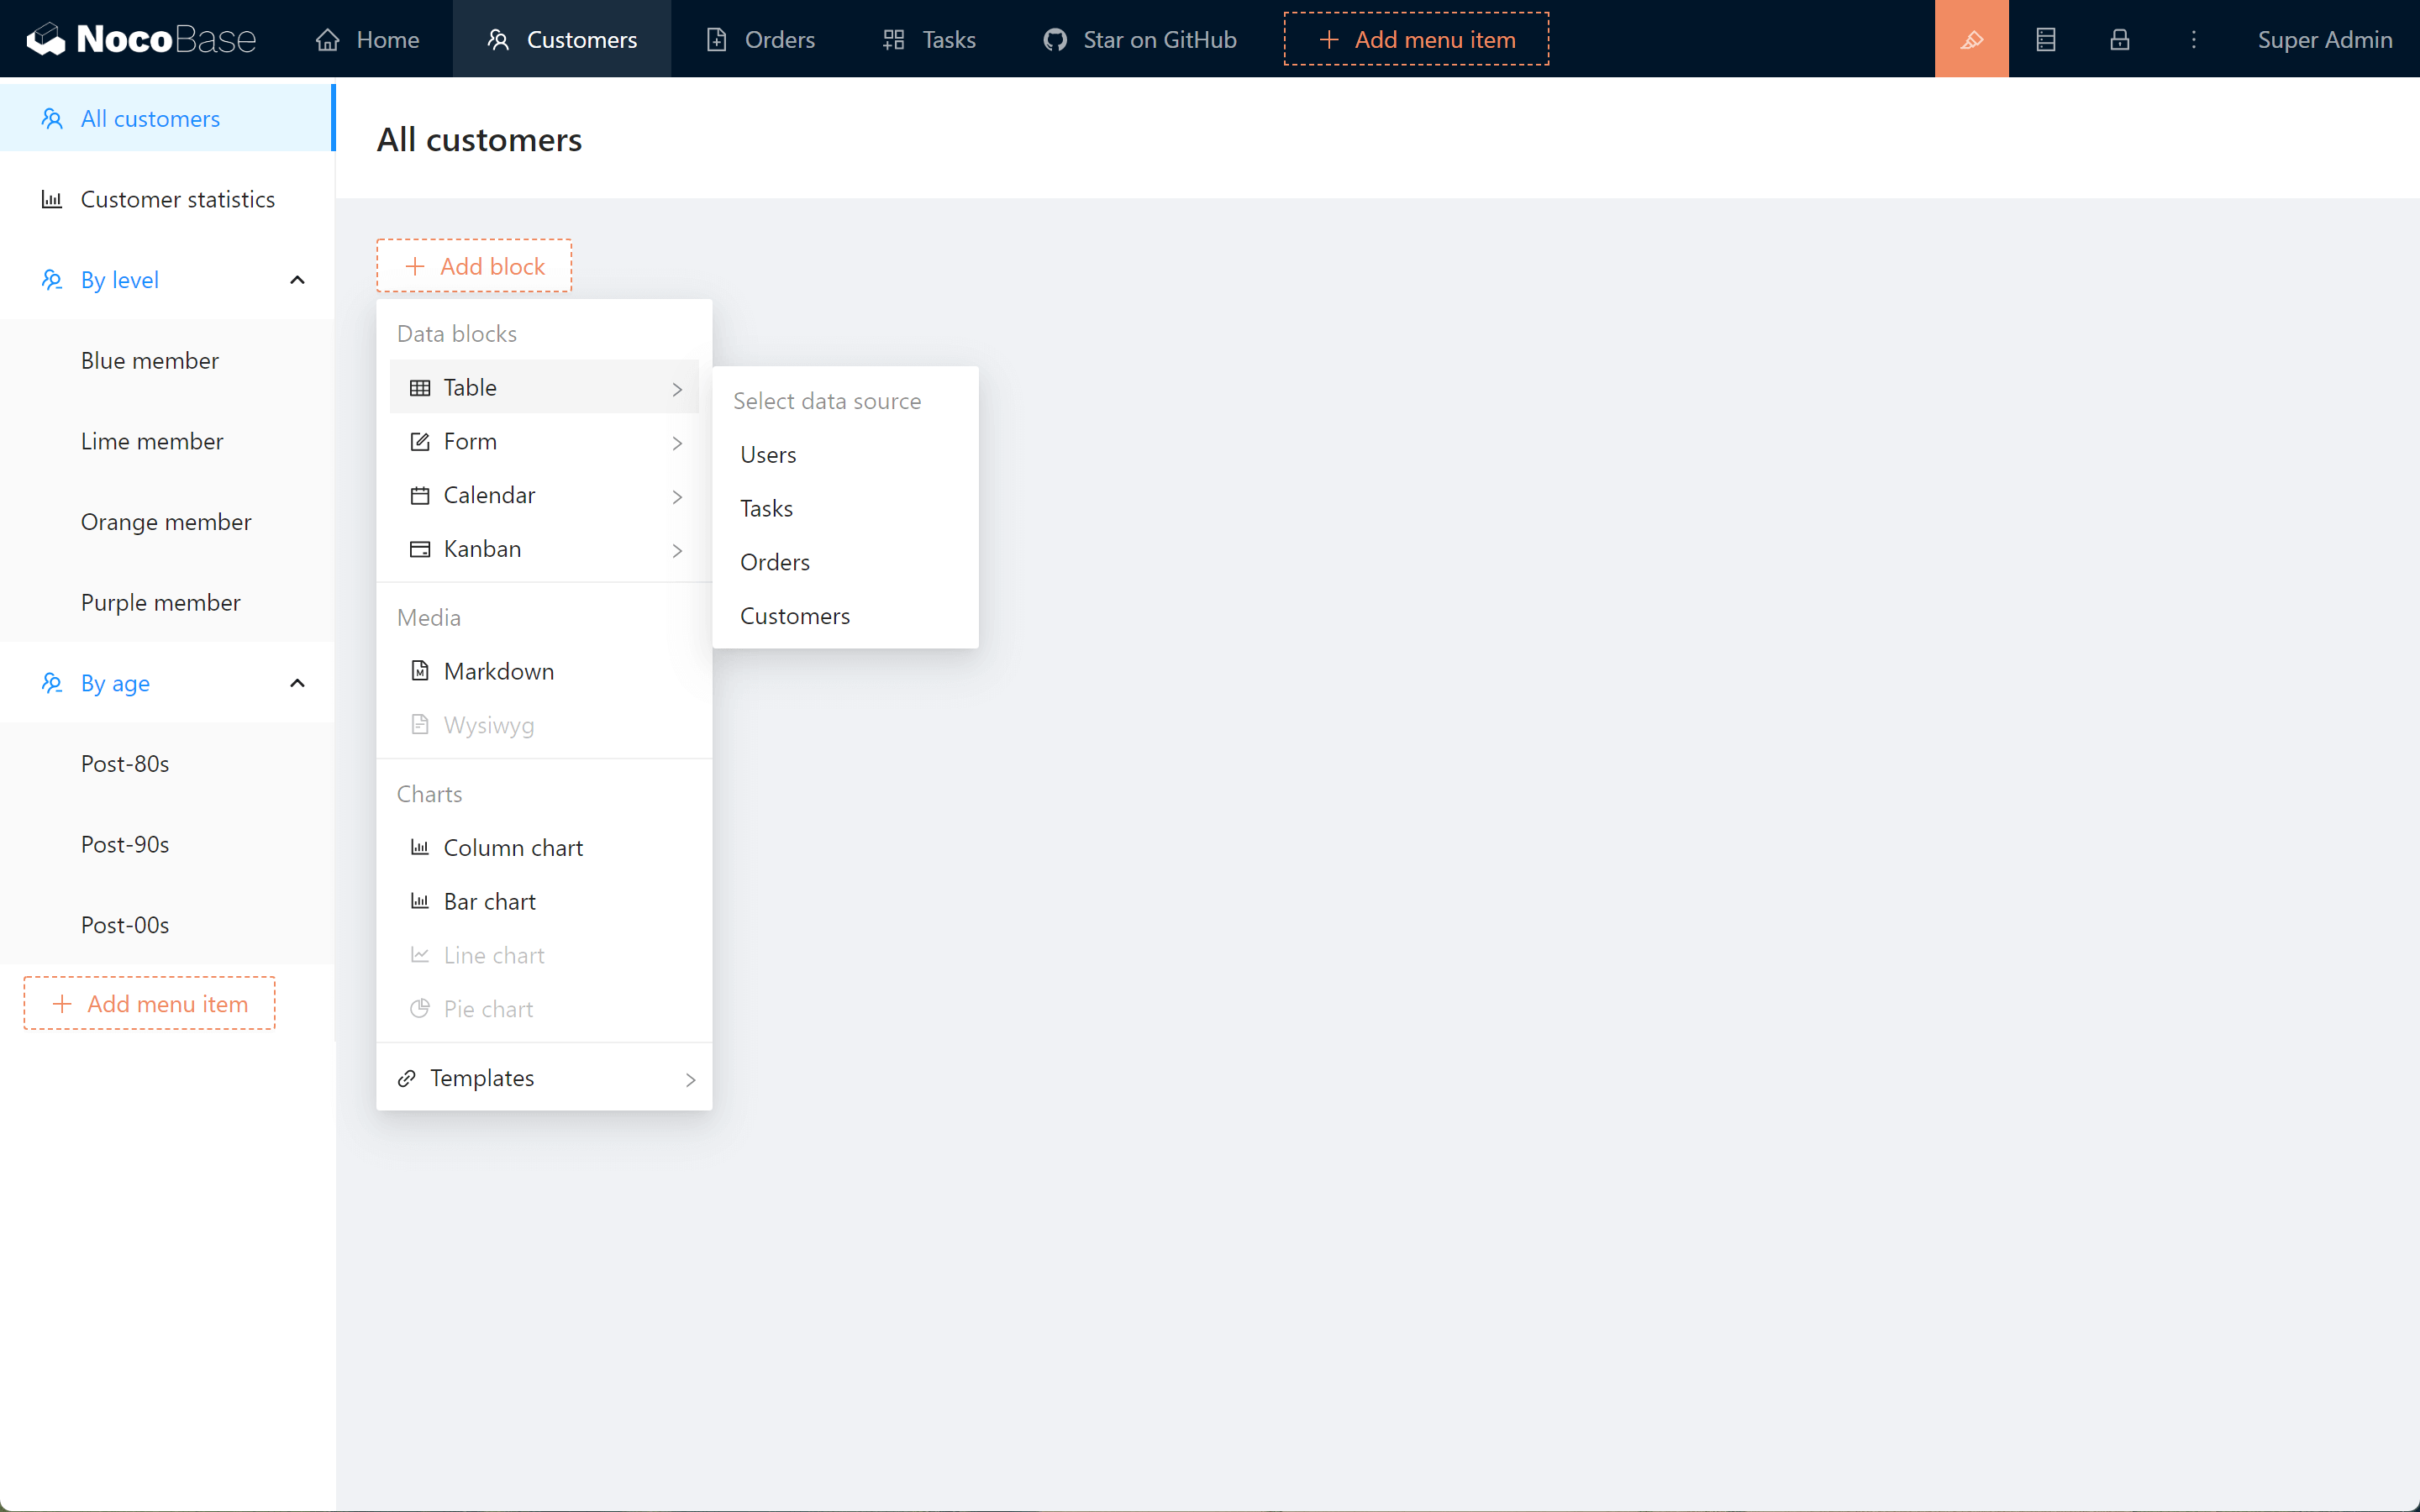 NocoBase
Home
Customers
Orders
Tasks
Star on GitHub
Add menu item
Super Admin
All customers
Customer statistics
By level
Blue member
Lime member
Orange member
Purple member
By age
Post-80s
Post-90s
Post-00s
Add menu item
All customers
Add block
Data blocks
Table
Form
Calendar
Kanban
Media
Markdown
Wysiwyg
Charts
Column chart
Bar chart
Line chart
Pie chart
Templates
Select data source
Users
Tasks
Orders
Customers